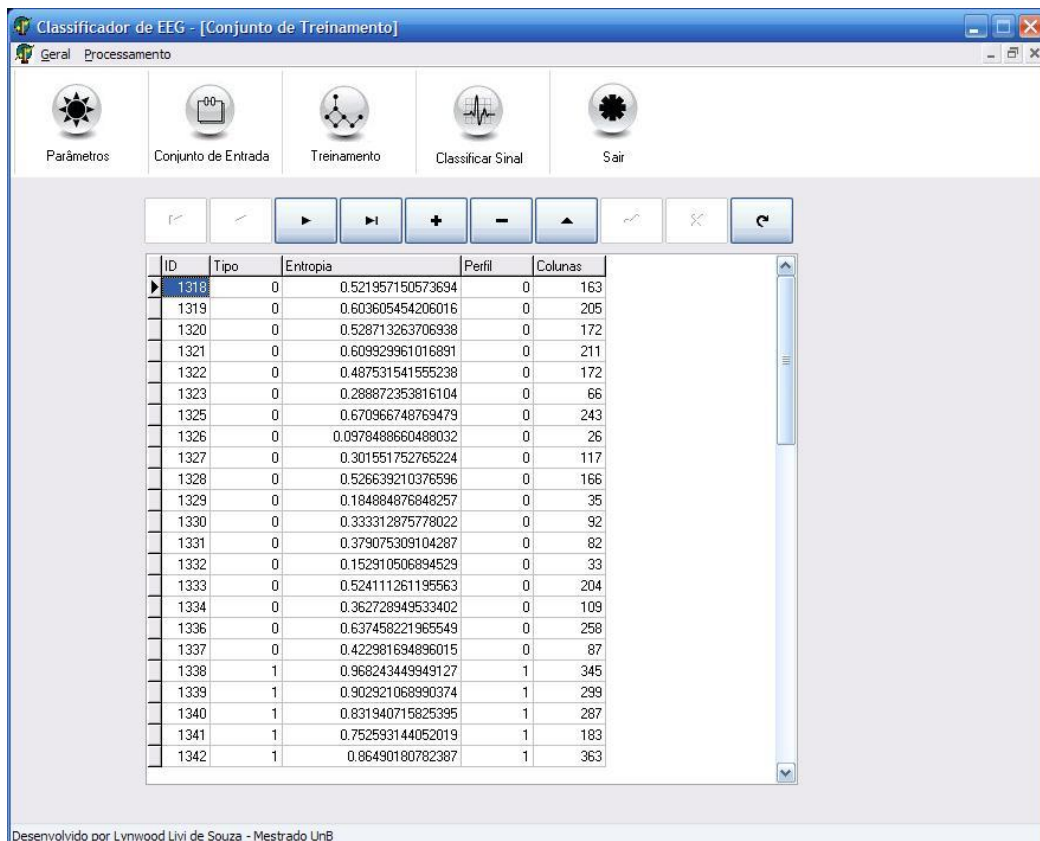 Classificador de EEG - [Conjunto de Treinamento]
Geral Processamento
Parâmetros Conjunto de Entrada Treinamento Classificar Sinal Sair
ID Tipo Entropia Perfil Colunas
1318 0 0.521957150573694 0 163
1319 0 0.603605454206016 0 205
1320 0 0.528713263706938 0 172
1321 0 0.609929961016891 0 211
1322 0 0.487531541555238 0 172
1323 0 0.288872353816104 0 66
1325 0 0.670966748769479 0 243
1326 0 0.0978488660488032 0 26
1327 0 0.301551752765224 0 117
1328 0 0.526639210376596 0 166
1329 0 0.184884876848257 0 35
1330 0 0.333312875778022 0 92
1331 0 0.379075309104287 0 82
1332 0 0.152910506894529 0 33
1333 0 0.524111261195563 0 204
1334 0 0.362728949533402 0 109
1336 0 0.637458221965549 0 258
1337 0 0.422981694896015 0 87
1338 1 0.968243449949127 1 345
1339 1 0.902921068990374 1 299
1340 1 0.831940715825395 1 287
1341 1 0.752593144052019 1 183
1342 1 0.86490180782387 1 363
Desenvolvido por Lynwood Livi de Souza - Mestrado UnB